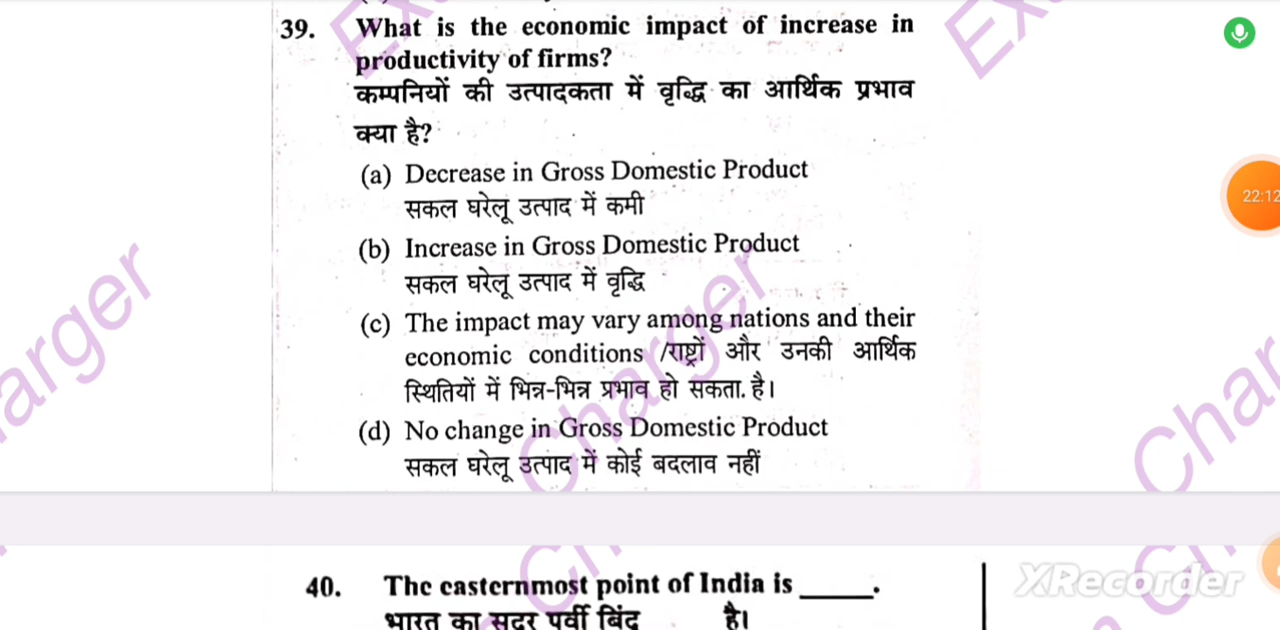 39. What is the economic impact of increase in
productivity of firms?
कम्पनियों की उत्पादकता में वृद्धि का आर्थिक प्रभाव
क्या है?
(a) Decrease in Gross Domestic Product
सकल घरेलू उत्पाद में कमी
(b) Increase in Gross Domestic Product
सकल घरेलू उत्पाद में वृद्धि
(c) The impact may vary among nations and their
economic conditions /राष्ट्रों और उनकी आर्थिक
स्थितियों में भिन्न-भिन्न प्रभाव हो सकता. है।
(d) No change in Gross Domestic Product
सकल घरेलू उत्पाद में कोई बदलाव नहीं
22:12
Charger
40. The easternmost point of India is _____.
भारत का सुदूर पूर्वी बिंदु है।
XRecorder